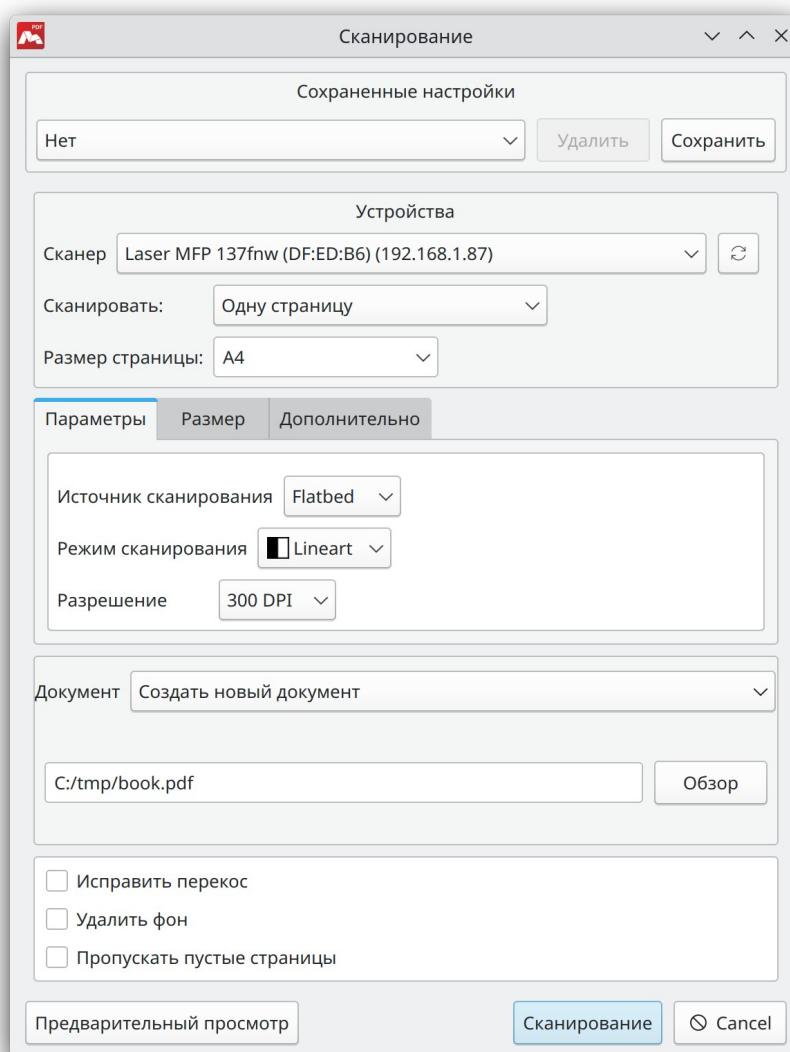 PDF
Сканирование
Сохраненные настройки
Нет
Удалить
Сохранить
Устройства
Сканер Laser MFP 137fnw (DF:ED:B6) (192.168.1.87)
Сканировать: Одну страницу
Размер страницы: A4
Параметры Размер Дополнительно
Источник сканирования Flatbed
Режим сканирования Lineart
Разрешение 300 DPI
Документ Создать новый документ
C:/tmp/book.pdf Обзор
Исправить перекос
Удалить фон
Пропускать пустые страницы
Предварительный просмотр Сканирование Cancel